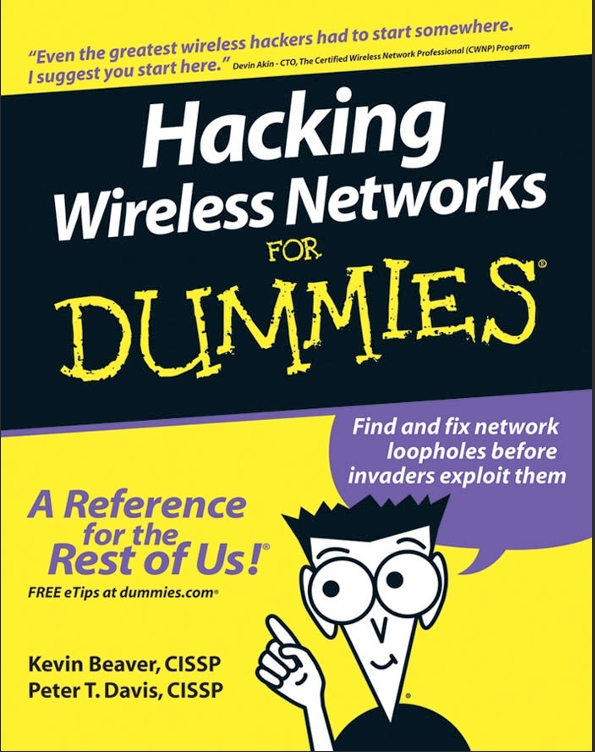 “Even the greatest wireless hackers had to start somewhere.
I suggest you start here.” Devin Akin - CTO, The Certified Wireless Network Professional (CWNP) Program
Hacking
Wireless Networks
FOR
DUMMIES®
Find and fix network
loopholes before
invaders exploit them
A Reference
for the
Rest of Us!®
FREE eTips at dummies.com®
Kevin Beaver, CISSP
Peter T. Davis, CISSP
®